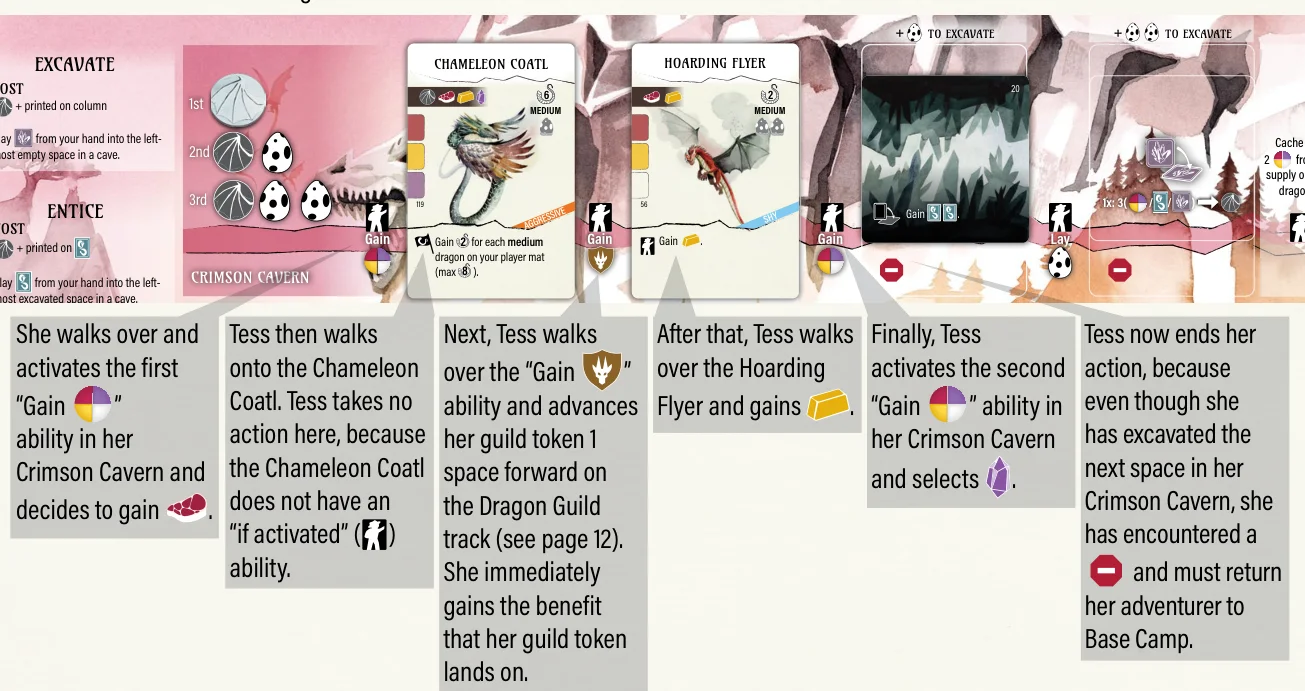 EXCAVATE
OST
+ printed on column
lay from your hand into the left-
ost empty space in a cave.
ENTICE
OST
+ printed on
lay from your hand into the left-
most excavated space in a cave.
1st
2nd
3rd
CRIMSON CAVERN
Gain
CHAMELEON COATL
6
MEDIUM
119
AGGRESSIVE
Gain 2 for each medium
dragon on your player mat
(max 8 ).
Gain
HOARDING FLYER
2
MEDIUM
56
SHY
Gain .
Gain
+ TO EXCAVATE
20
Gain .
Lay
+ TO EXCAVATE
1x: 3( / / )
Cache
2 fro
supply o
drago
She walks over and
activates the first
“Gain ”
ability in her
Crimson Cavern and
decides to gain .
Tess then walks
onto the Chameleon
Coatl. Tess takes no
action here, because
the Chameleon Coatl
does not have an
“if activated” ( )
ability.
Next, Tess walks
over the “Gain ”
ability and advances
her guild token 1
space forward on
the Dragon Guild
track (see page 12).
She immediately
gains the benefit
that her guild token
lands on.
After that, Tess walks
over the Hoarding
Flyer and gains .
Finally, Tess
activates the second
“Gain ” ability in
her Crimson Cavern
and selects .
Tess now ends her
action, because
even though she
has excavated the
next space in her
Crimson Cavern, she
has encountered a
and must return
her adventurer to
Base Camp.